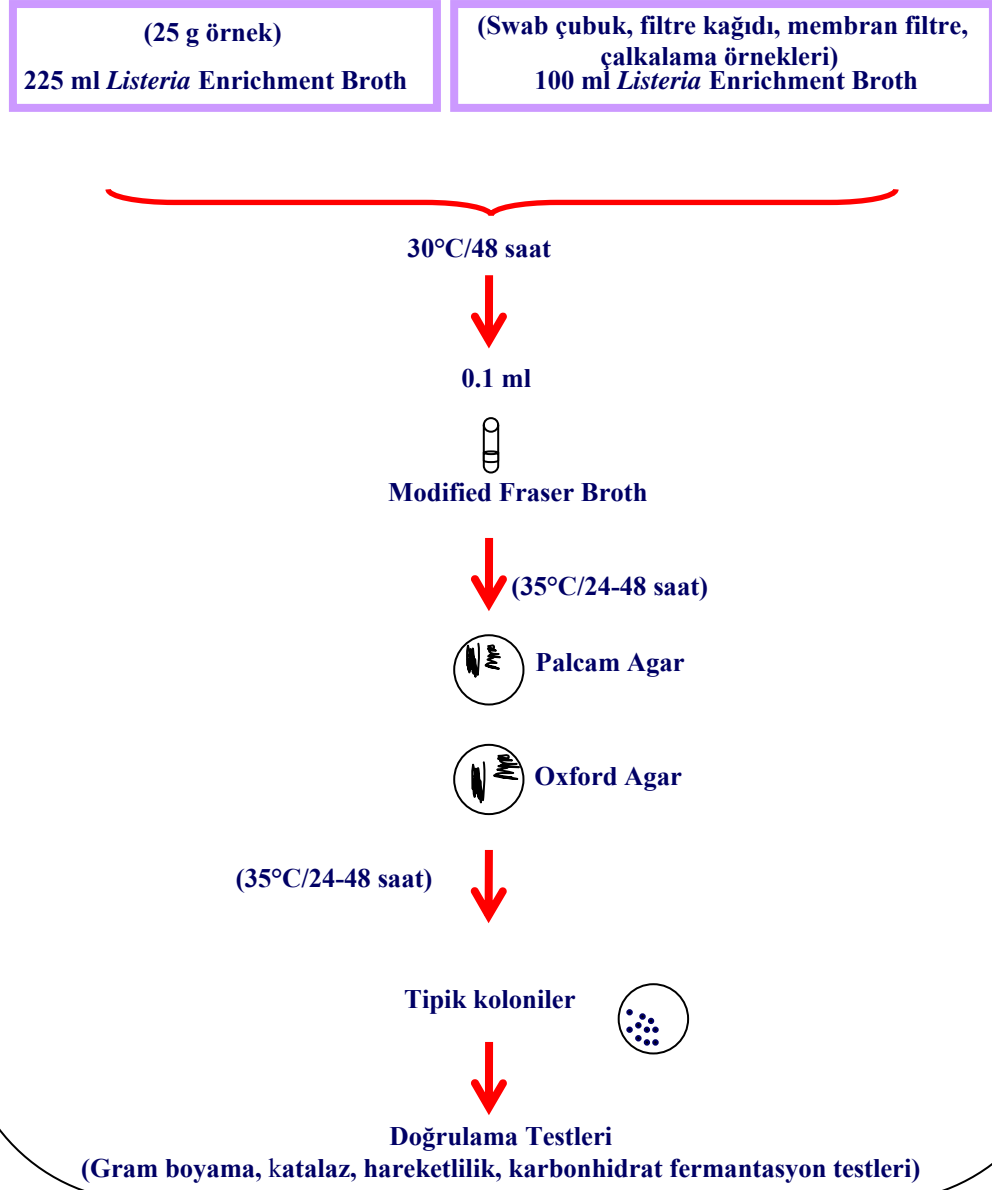 (25 g örnek)
225 ml Listeria Enrichment Broth
(Swab çubuk, filtre kağıdı, membran filtre,
çalkalama örnekleri)
100 ml Listeria Enrichment Broth
30°C/48 saat
0.1 ml
Modified Fraser Broth
(35°C/24-48 saat)
Palcam Agar
Oxford Agar
(35°C/24-48 saat)
Tipik koloniler
Doğrulama Testleri
(Gram boyama, katalaz, hareketlilik, karbonhidrat fermantasyon testleri)